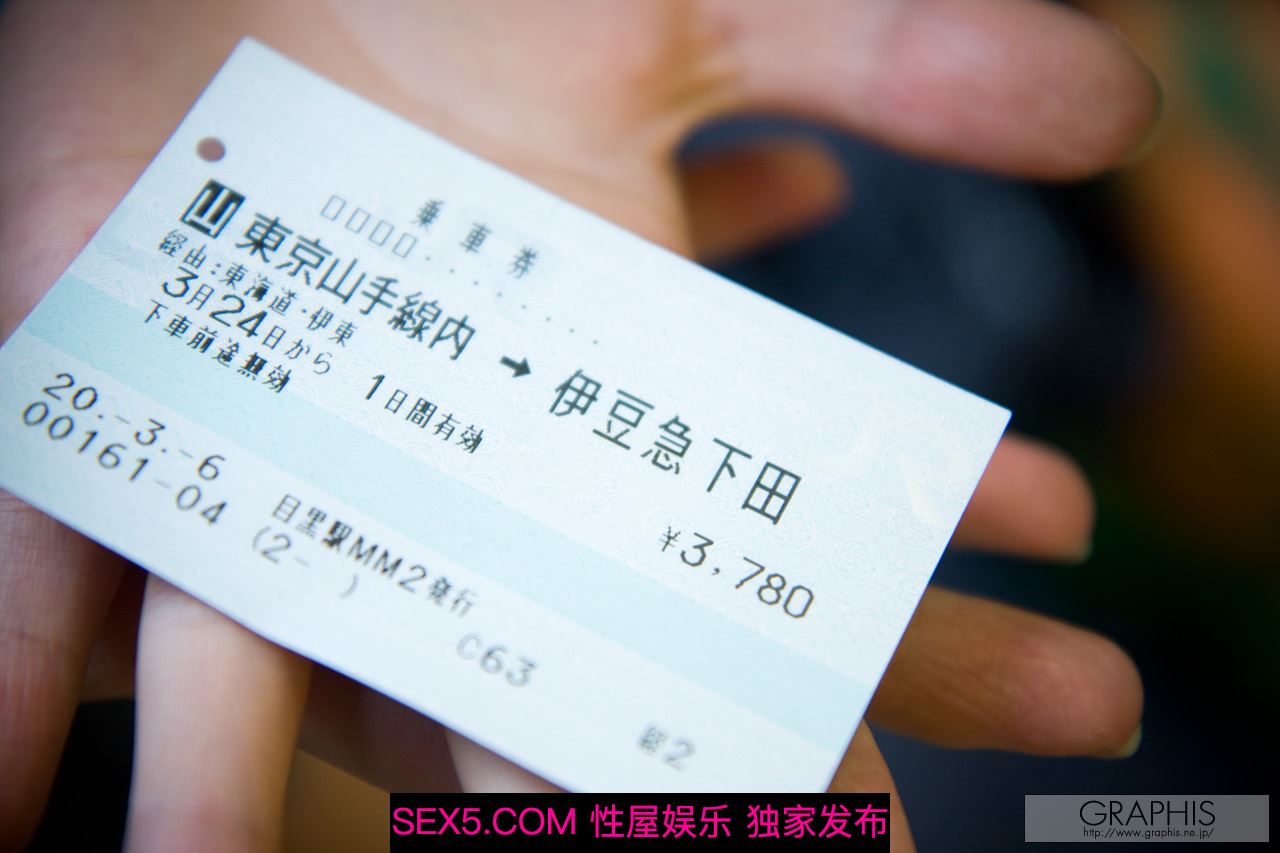 乗車券
□□□□‥‥‥‥
山 東京山手線内 ➡ 伊豆急下田
経由:東海道・伊東
3月24日から 1日間有効 ¥3,780
下車前途無効
20.-3.-6 目黒駅MM2発行
00161-04 (2- ) C63
経2
SEX5.COM 性屋娱乐 独家发布
GRAPHIS
http://www.graphis.ne.jp/